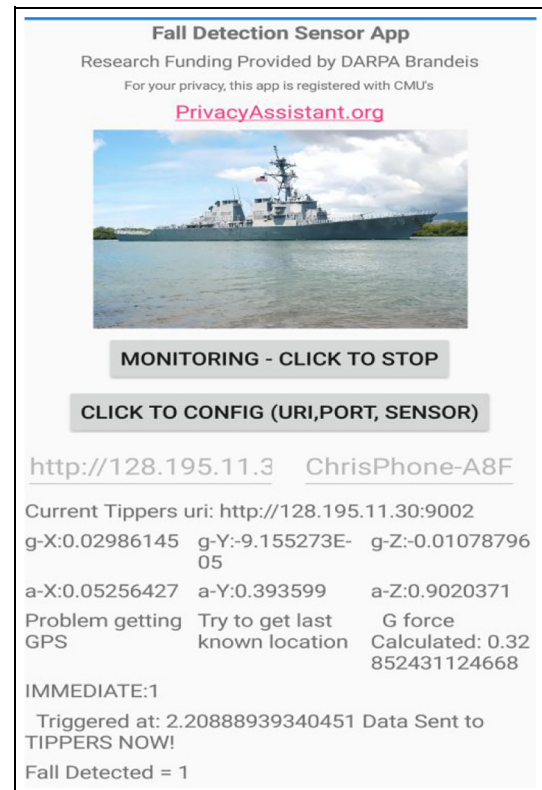 Fall Detection Sensor App
Research Funding Provided by DARPA Brandeis
For your privacy, this app is registered with CMU's
PrivacyAssistant.org
MONITORING - CLICK TO STOP
CLICK TO CONFIG (URI,PORT, SENSOR)
http://128.195.11.3 ChrisPhone-A8F
Current Tippers uri: http://128.195.11.30:9002
g-X:0.02986145 g-Y:-9.155273E-05 g-Z:-0.01078796
a-X:0.05256427 a-Y:0.393599 a-Z:0.9020371
Problem getting GPS
Try to get last known location
G force Calculated: 0.32852431124668
IMMEDIATE:1
Triggered at: 2.20888939340451 Data Sent to
TIPPERS NOW!
Fall Detected = 1